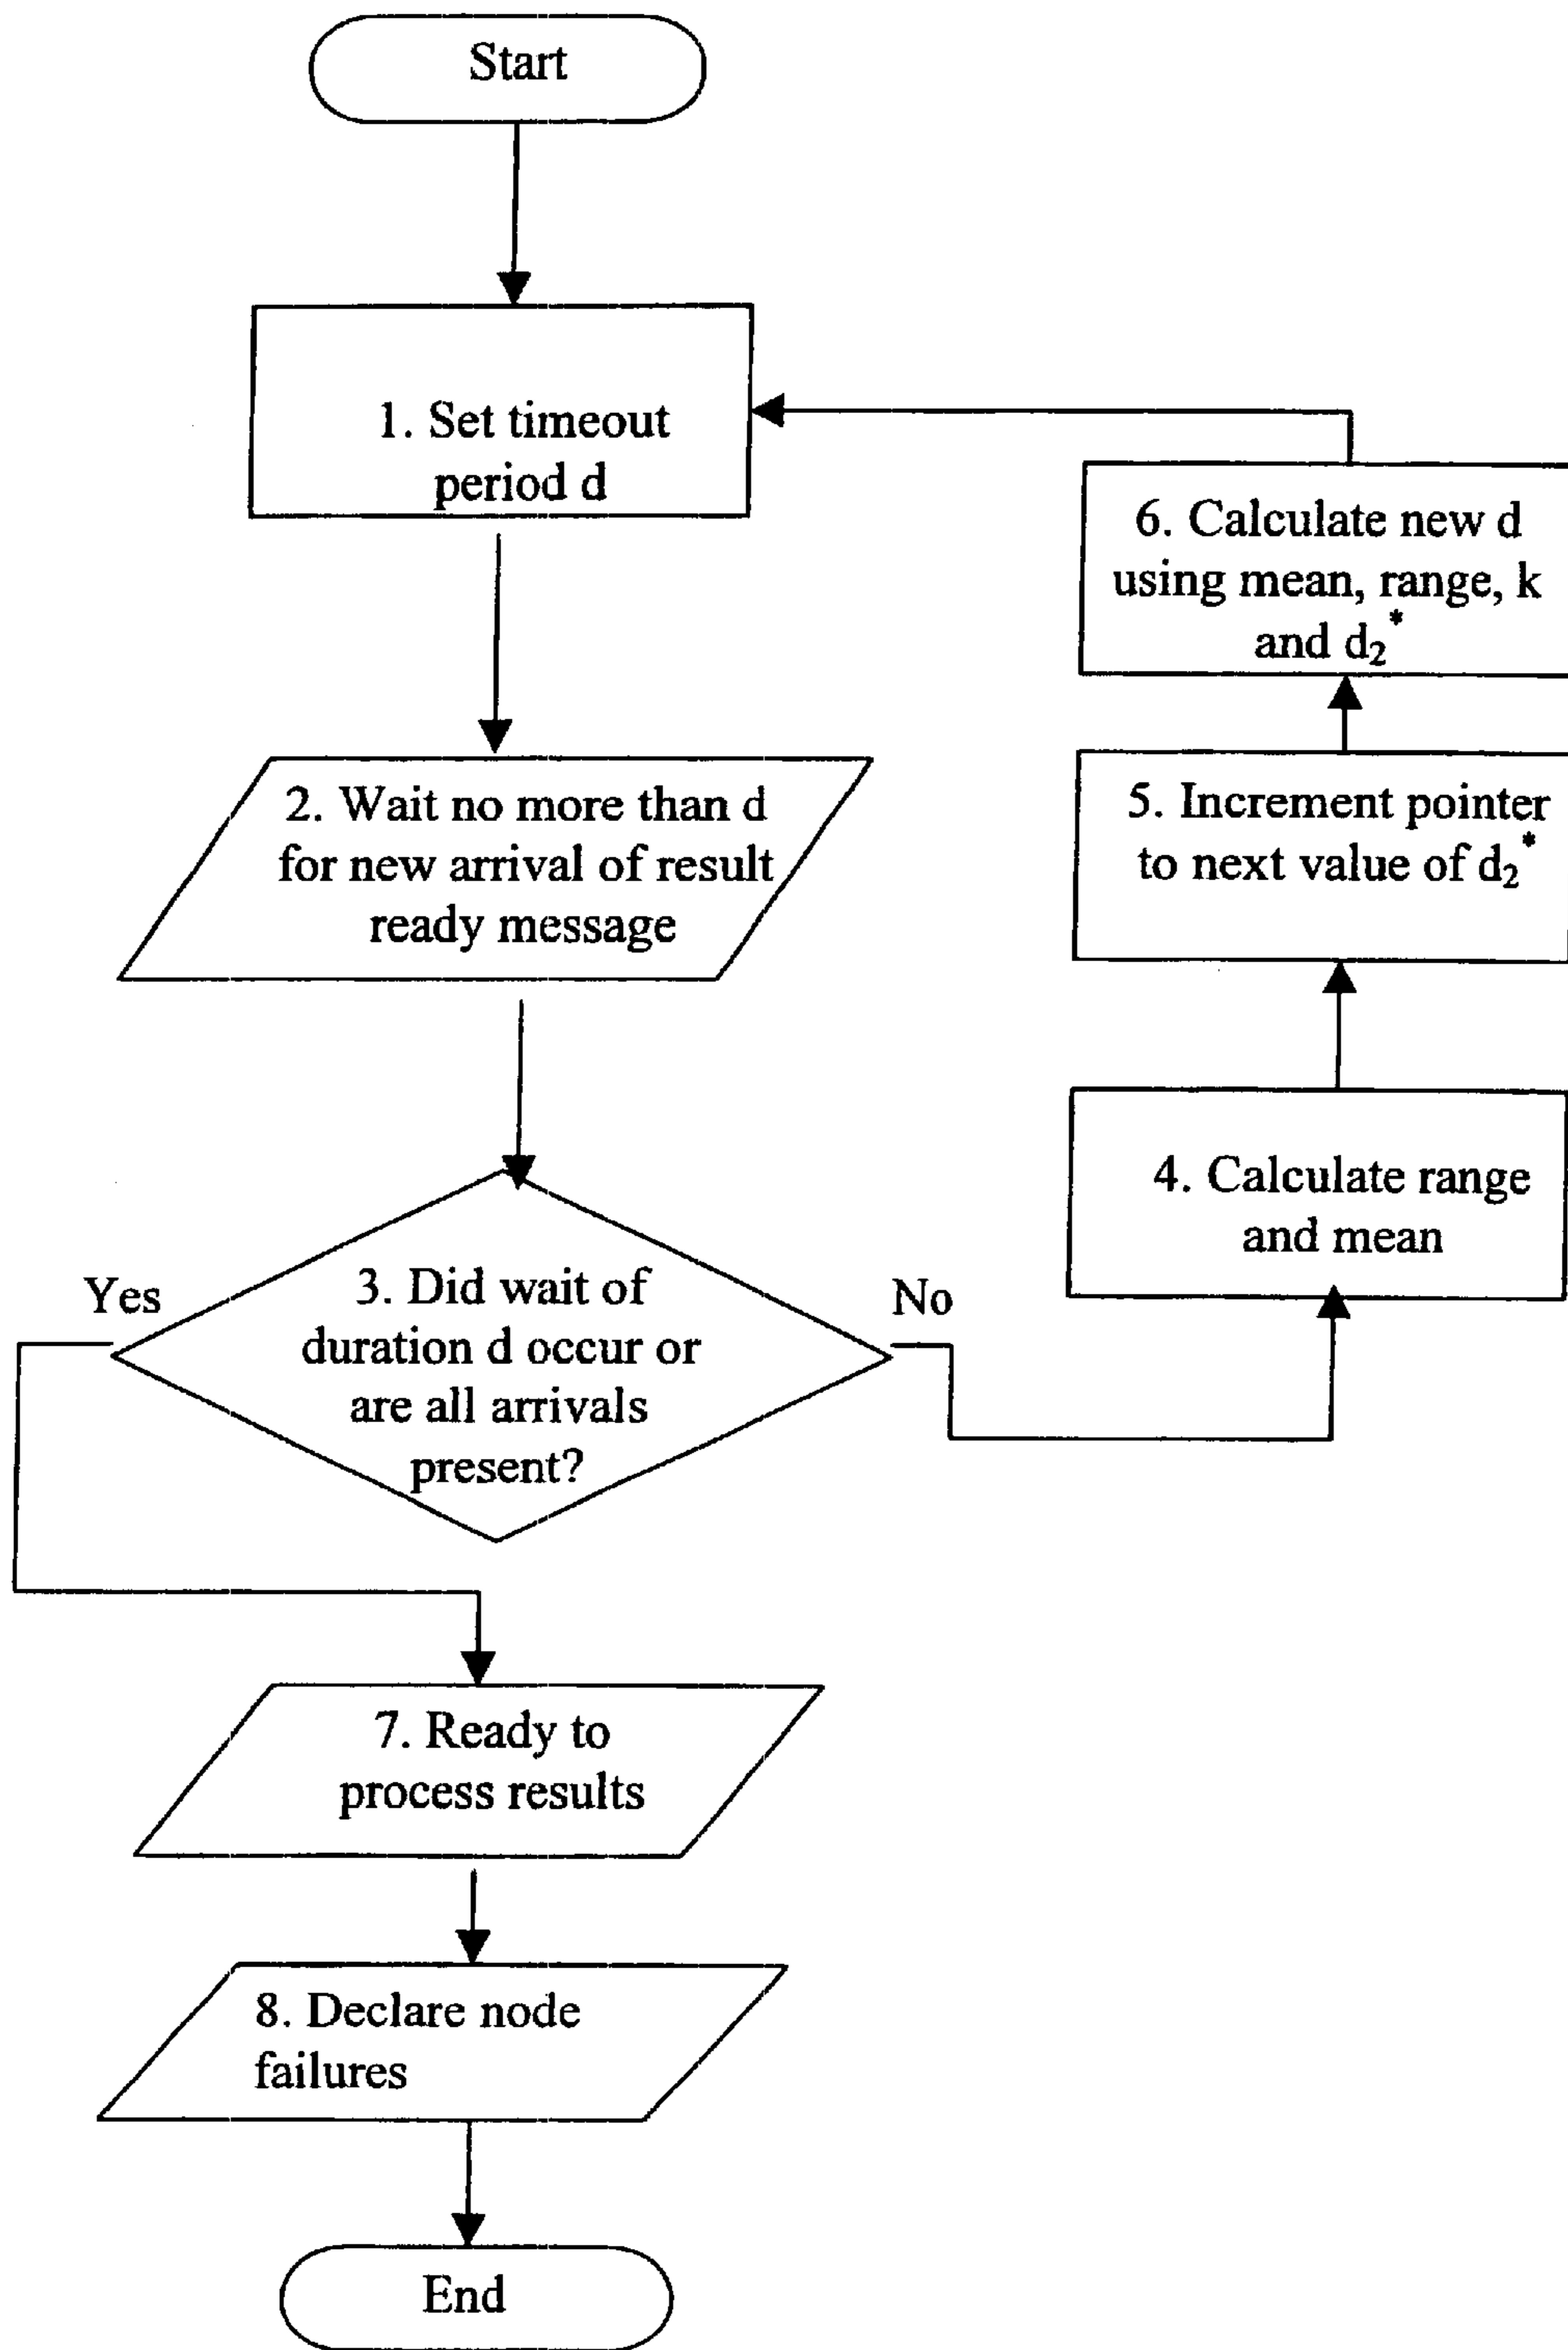 Start
1. Set timeout
period d
6. Calculate new d
using mean, range, k
and d₂*
2. Wait no more than d
for new arrival of result
ready message
5. Increment pointer
to next value of d₂*
4. Calculate range
and mean
Yes
3. Did wait of
duration d occur or
are all arrivals
present?
No
7. Ready to
process results
8. Declare node
failures
End